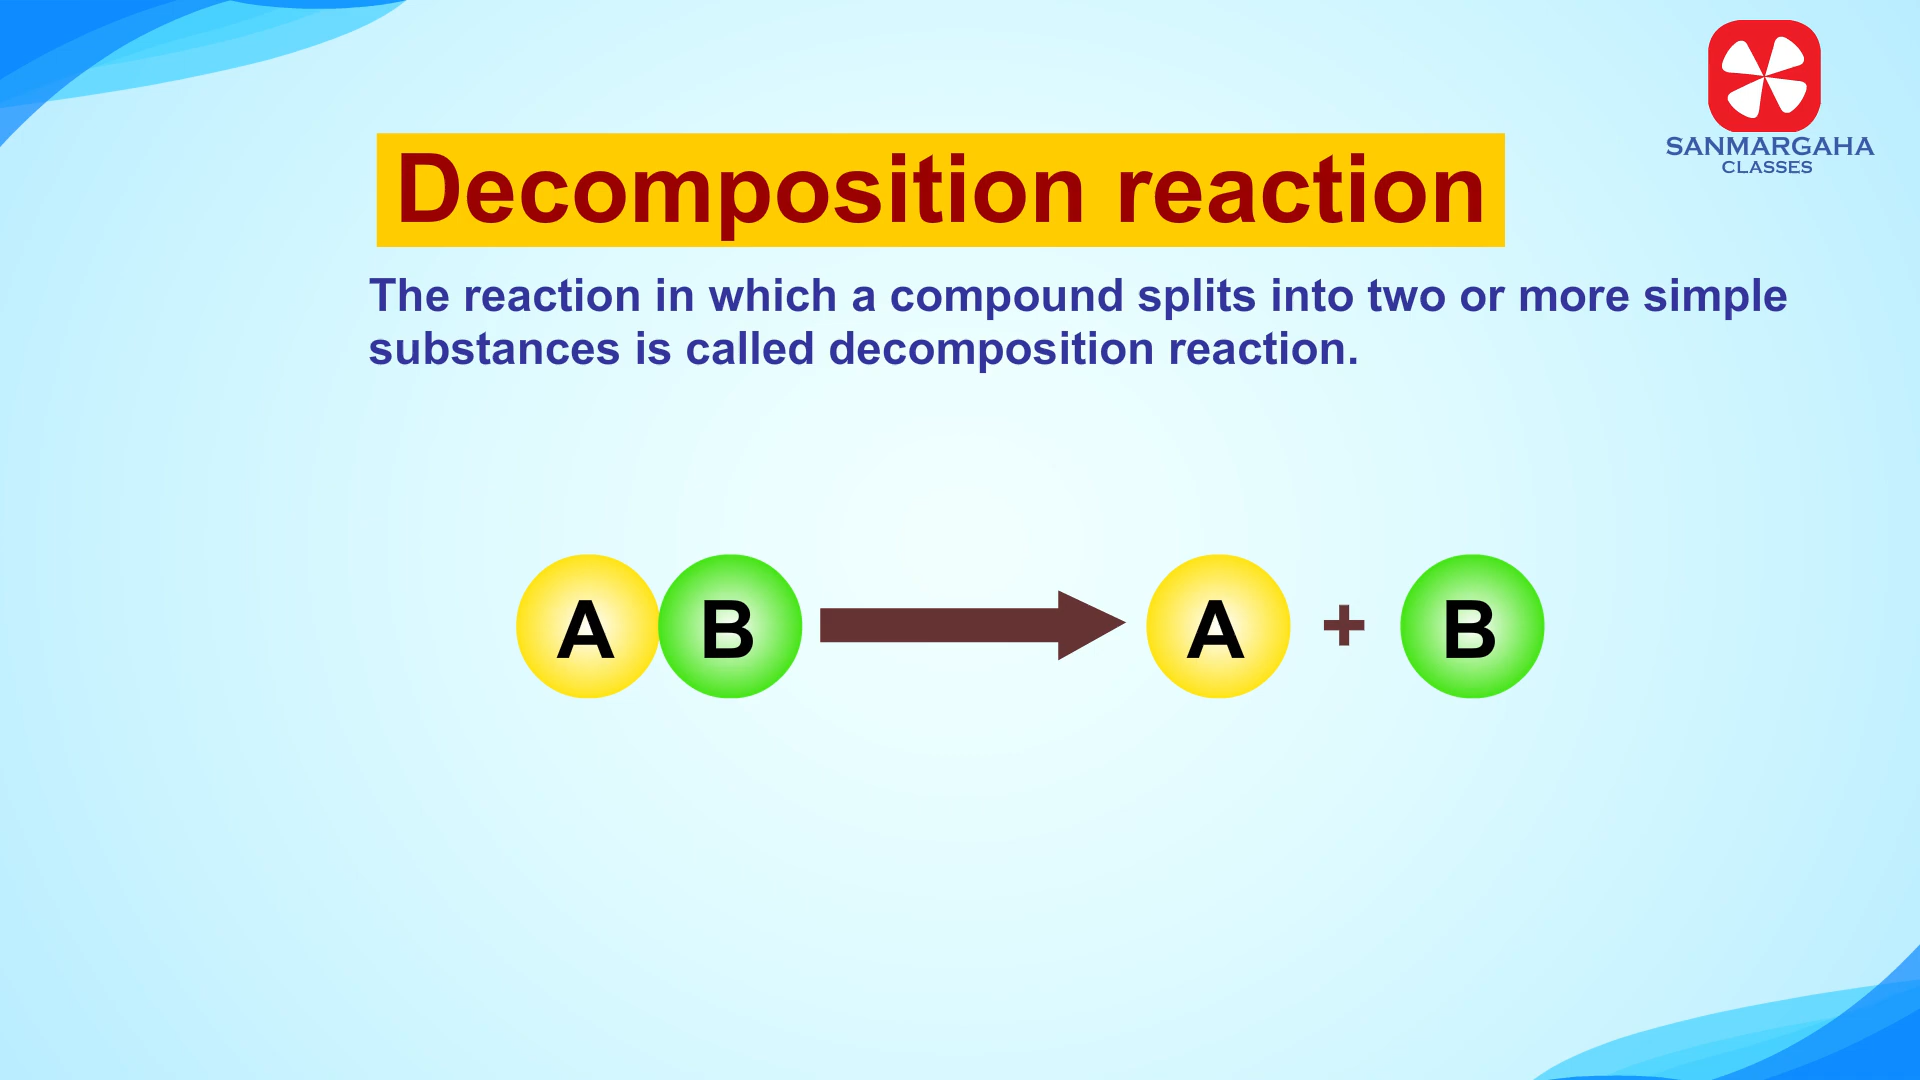 SANMARGAHA
CLASSES
Decomposition reaction
The reaction in which a compound splits into two or more simple
substances is called decomposition reaction.
A B A + B